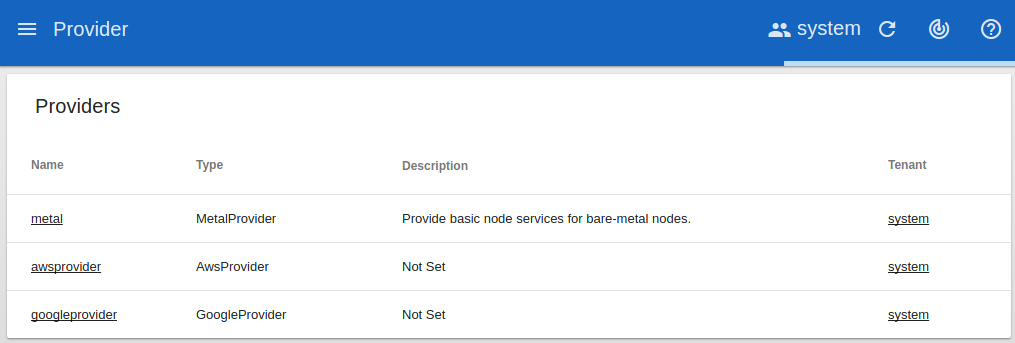 Provider system
Providers
Name Type Description Tenant
metal MetalProvider Provide basic node services for bare-metal nodes. system
awsprovider AwsProvider Not Set system
googleprovider GoogleProvider Not Set system